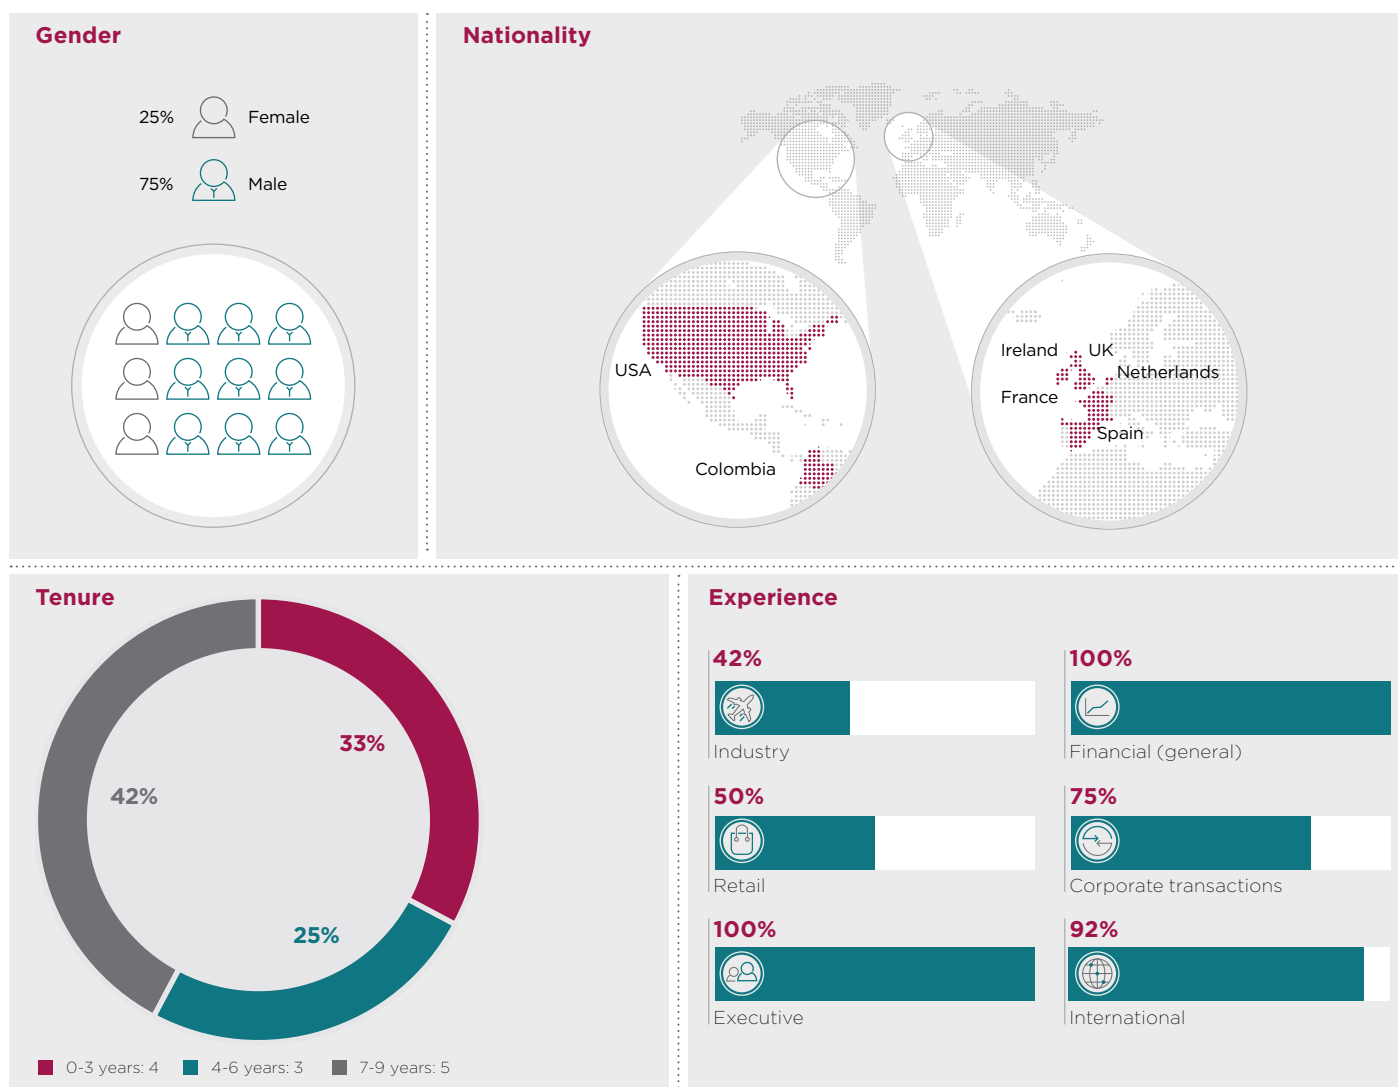 Gender
25% Female
75% Male
Nationality
USA
Colombia
Ireland UK
Netherlands
France
Spain
Tenure
33%
42%
25%
0-3 years: 4 4-6 years: 3 7-9 years: 5
Experience
42%
Industry
100%
Financial (general)
50%
Retail
75%
Corporate transactions
100%
Executive
92%
International